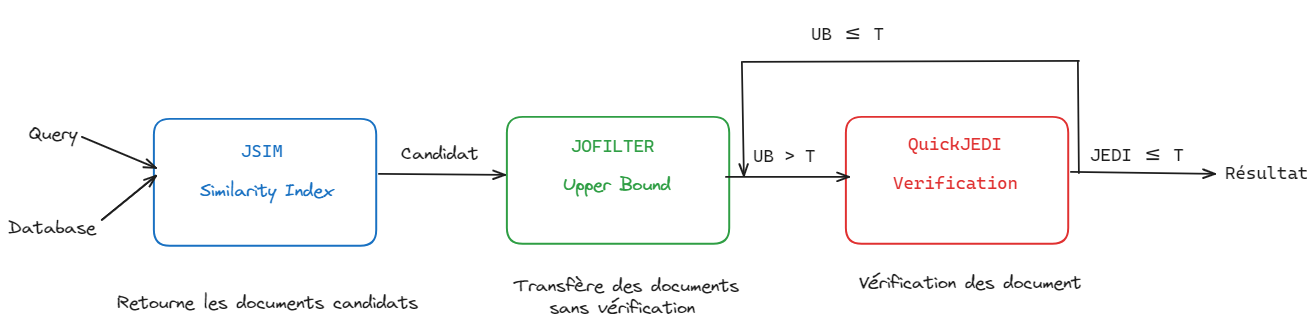 UB ≤ T
Query
Database
JSIM
Similarity Index
Candidat
JOFILTER
Upper Bound
UB > T
QuickJEDI
Verification
JEDI ≤ T
Résultat
Retourne les documents candidats
Transfère des documents
sans vérification
Vérification des document